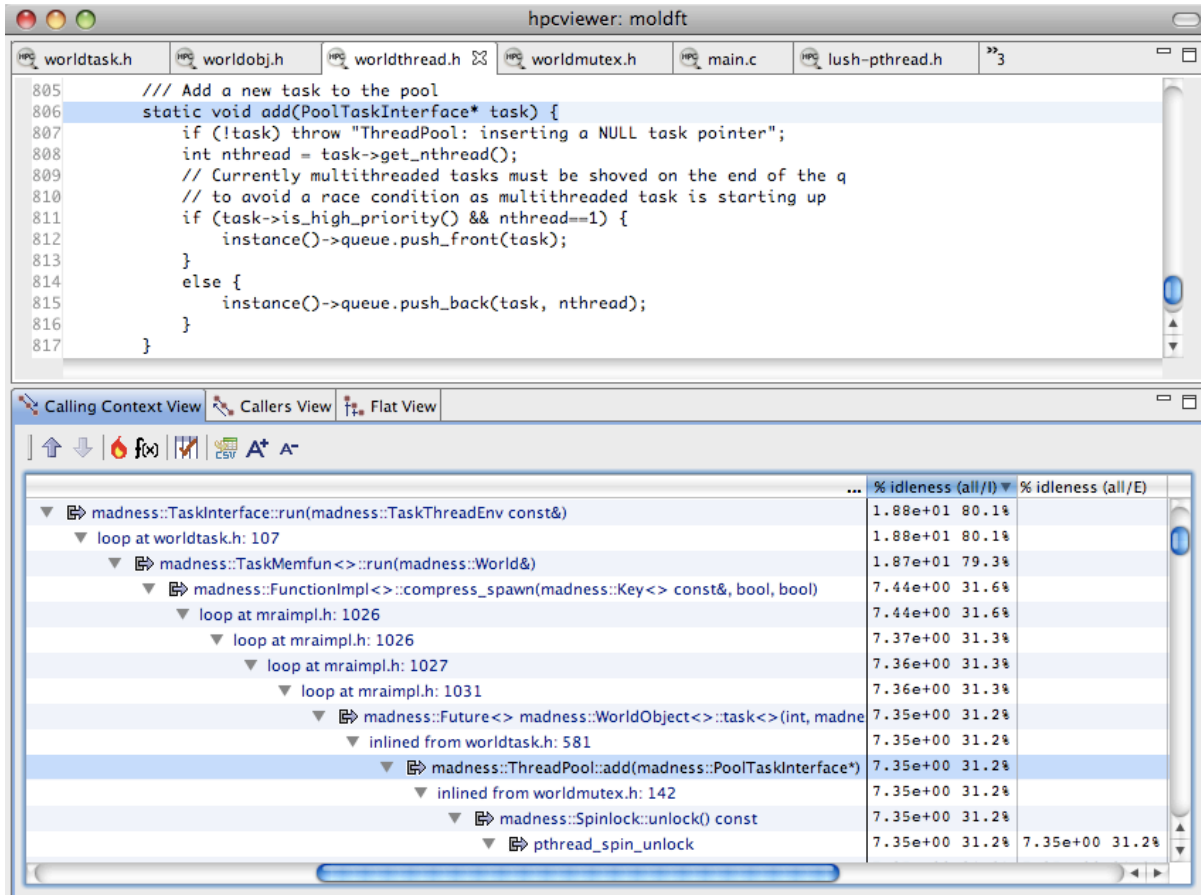 hpcviewer: moldft
worldtask.h worldobj.h worldthread.h worldmutex.h main.c lush-pthread.h »3
805 /// Add a new task to the pool
806 static void add(PoolTaskInterface* task) {
807 if (!task) throw "ThreadPool: inserting a NULL task pointer";
808 int nthread = task->get_nthread();
809 // Currently multithreaded tasks must be shoved on the end of the q
810 // to avoid a race condition as multithreaded task is starting up
811 if (task->is_high_priority() && nthread==1) {
812 instance()->queue.push_front(task);
813 }
814 else {
815 instance()->queue.push_back(task, nthread);
816 }
817 }
Calling Context View Callers View Flat View
f(x) CSV A+ A-
... % idleness (all/I) % idleness (all/E)
madness::TaskInterface::run(madness::TaskThreadEnv const&) 1.88e+01 80.1%
loop at worldtask.h: 107 1.88e+01 80.1%
madness::TaskMemfun<>::run(madness::World&) 1.87e+01 79.3%
madness::FunctionImpl<>::compress_spawn(madness::Key<> const&, bool, bool) 7.44e+00 31.6%
loop at mraimpl.h: 1026 7.44e+00 31.6%
loop at mraimpl.h: 1026 7.37e+00 31.3%
loop at mraimpl.h: 1027 7.36e+00 31.3%
loop at mraimpl.h: 1031 7.36e+00 31.3%
madness::Future<> madness::WorldObject<>::task<>(int, madne 7.35e+00 31.2%
inlined from worldtask.h: 581 7.35e+00 31.2%
madness::ThreadPool::add(madness::PoolTaskInterface*) 7.35e+00 31.2%
inlined from worldmutex.h: 142 7.35e+00 31.2%
madness::Spinlock::unlock() const 7.35e+00 31.2%
pthread_spin_unlock 7.35e+00 31.2% 7.35e+00 31.2%